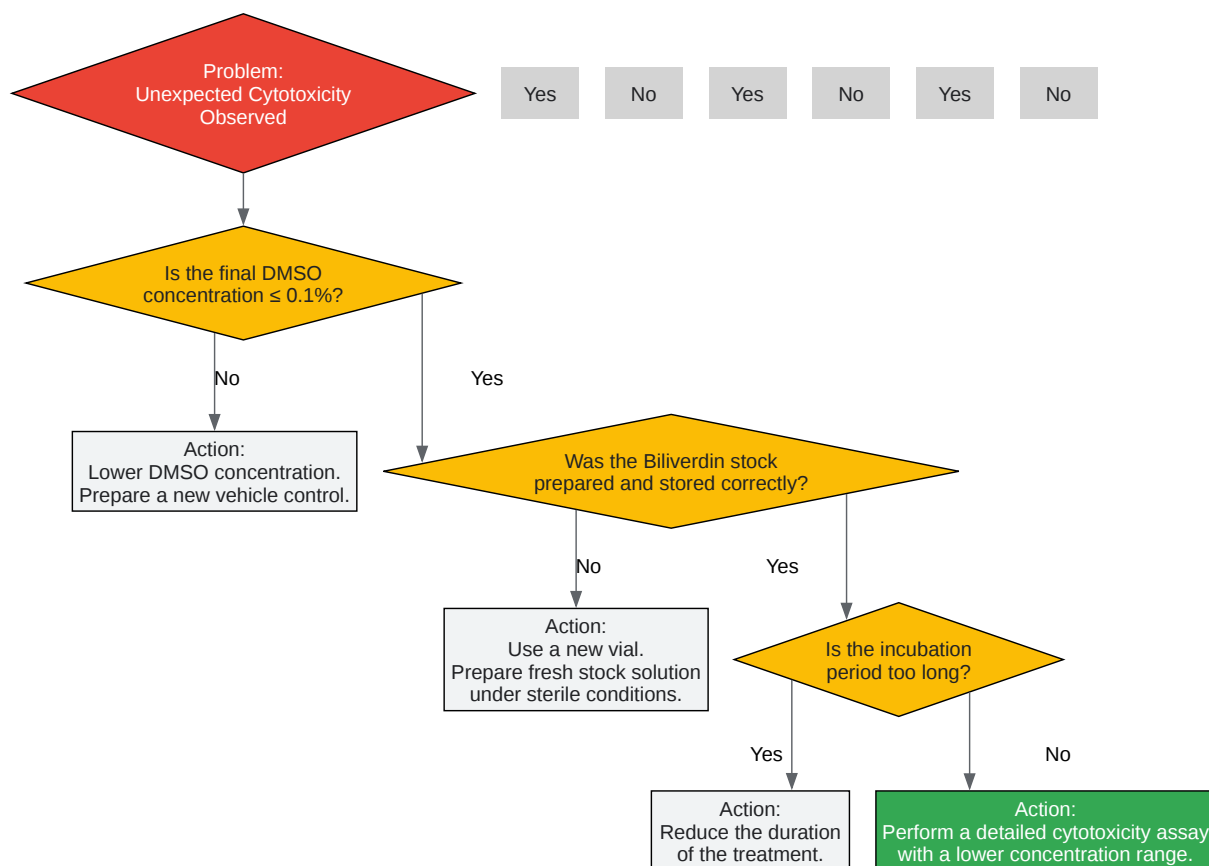 Problem:
Unexpected Cytotoxicity
Observed
Yes
No
Yes
No
Yes
No
Is the final DMSO
concentration ≤ 0.1%?
No
Yes
Action:
Lower DMSO concentration.
Prepare a new vehicle control.
Was the Biliverdin stock
prepared and stored correctly?
No
Yes
Action:
Use a new vial.
Prepare fresh stock solution
under sterile conditions.
Is the incubation
period too long?
Yes
No
Action:
Reduce the duration
of the treatment.
Action:
Perform a detailed cytotoxicity assay
with a lower concentration range.